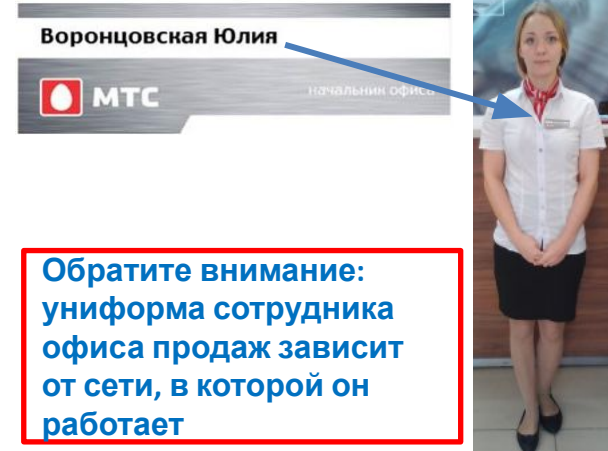 Воронцовская Юлия
МТС
начальник офиса
Обратите внимание:
униформа сотрудника
офиса продаж зависит
от сети, в которой он
работает